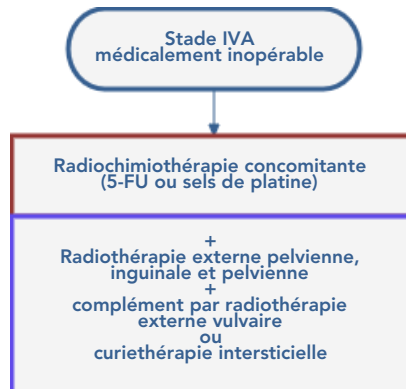 Stade IVA
médicalement inopérable
Radiochimiothérapie concomitante
(5-FU ou sels de platine)
+
Radiothérapie externe pelvienne,
inguinale et pelvienne
+
complément par radiothérapie
externe vulvaire
ou
curiethérapie intersticielle